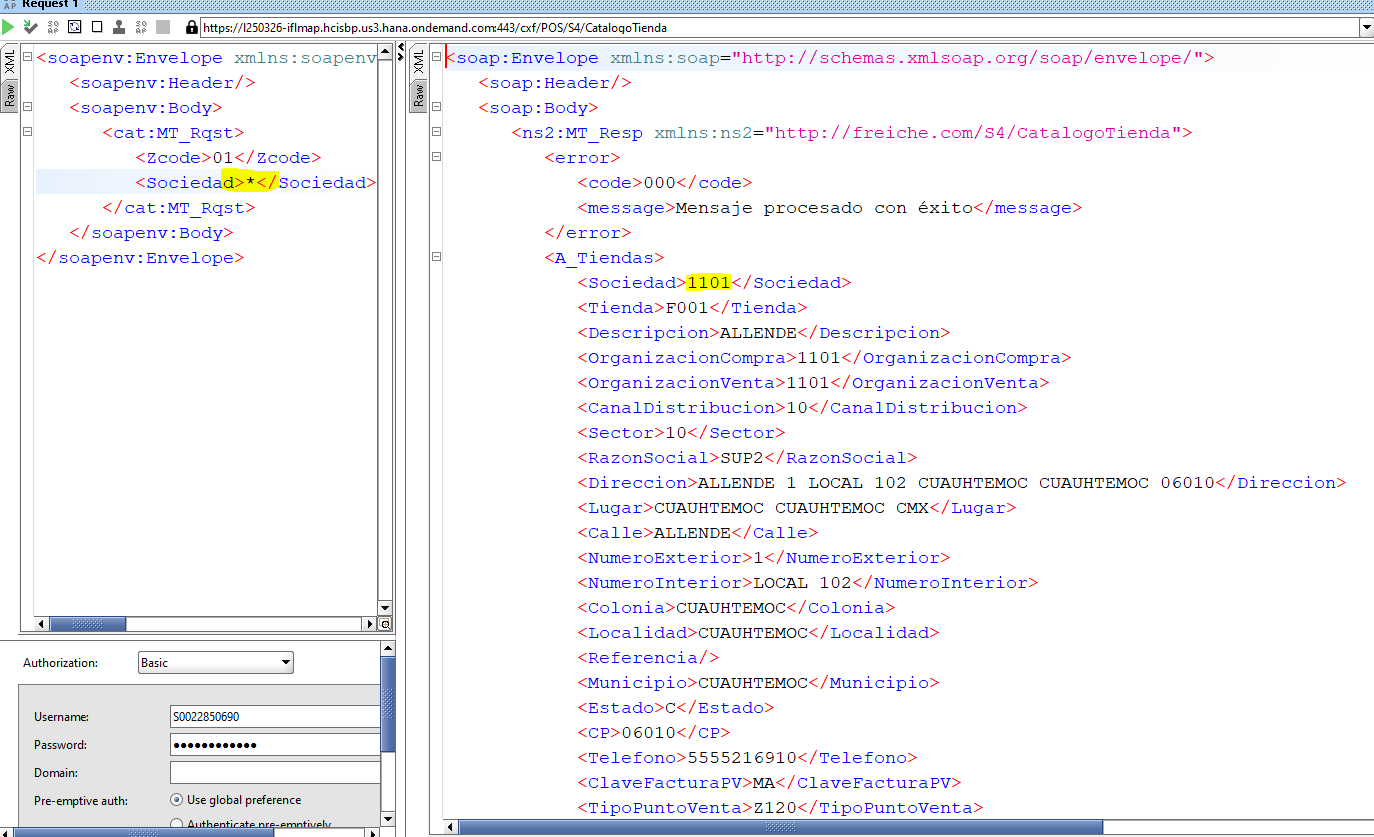 Request 1
https://l250326-iflmap.hcisbp.us3.hana.ondemand.com:443/cxf/POS/S4/CatalogoTienda
XML
Raw
<soapenv:Envelope xmlns:soapenv
<soapenv:Header/>
<soapenv:Body>
<cat:MT_Rqst>
<Zcode>01</Zcode>
<Sociedad>*</Sociedad>
</cat:MT_Rqst>
</soapenv:Body>
</soapenv:Envelope>
Authorization:
Basic
Username:
S0022850690
Password:
●●●●●●●●●●●●
Domain:
Pre-emptive auth:
Use global preference
Authenticate pre-emptively
XML
Raw
<soap:Envelope xmlns:soap="http://schemas.xmlsoap.org/soap/envelope/">
<soap:Header/>
<soap:Body>
<ns2:MT_Resp xmlns:ns2="http://freiche.com/S4/CatalogoTienda">
<error>
<code>000</code>
<message>Mensaje procesado con éxito</message>
</error>
<A_Tiendas>
<Sociedad>1101</Sociedad>
<Tienda>F001</Tienda>
<Descripcion>ALLENDE</Descripcion>
<OrganizacionCompra>1101</OrganizacionCompra>
<OrganizacionVenta>1101</OrganizacionVenta>
<CanalDistribucion>10</CanalDistribucion>
<Sector>10</Sector>
<RazonSocial>SUP2</RazonSocial>
<Direccion>ALLENDE 1 LOCAL 102 CUAUHTEMOC CUAUHTEMOC 06010</Direccion>
<Lugar>CUAUHTEMOC CUAUHTEMOC CMX</Lugar>
<Calle>ALLENDE</Calle>
<NumeroExterior>1</NumeroExterior>
<NumeroInterior>LOCAL 102</NumeroInterior>
<Colonia>CUAUHTEMOC</Colonia>
<Localidad>CUAUHTEMOC</Localidad>
<Referencia/>
<Municipio>CUAUHTEMOC</Municipio>
<Estado>C</Estado>
<CP>06010</CP>
<Telefono>5555216910</Telefono>
<ClaveFacturaPV>MA</ClaveFacturaPV>
<TipoPuntoVenta>Z120</TipoPuntoVenta>